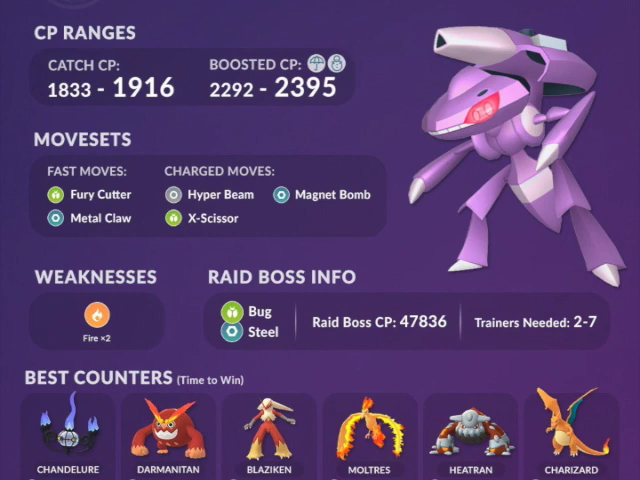 CP RANGES
CATCH CP:
1833 - 1916
BOOSTED CP:
2292 - 2395
MOVESETS
FAST MOVES:
Fury Cutter
Metal Claw
CHARGED MOVES:
Hyper Beam
Magnet Bomb
X-Scissor
WEAKNESSES
Fire ×2
RAID BOSS INFO
Bug
Steel
Raid Boss CP: 47836
Trainers Needed: 2-7
BEST COUNTERS (Time to Win)
CHANDELURE
DARMANITAN
BLAZIKEN
MOLTRES
HEATRAN
CHARIZARD